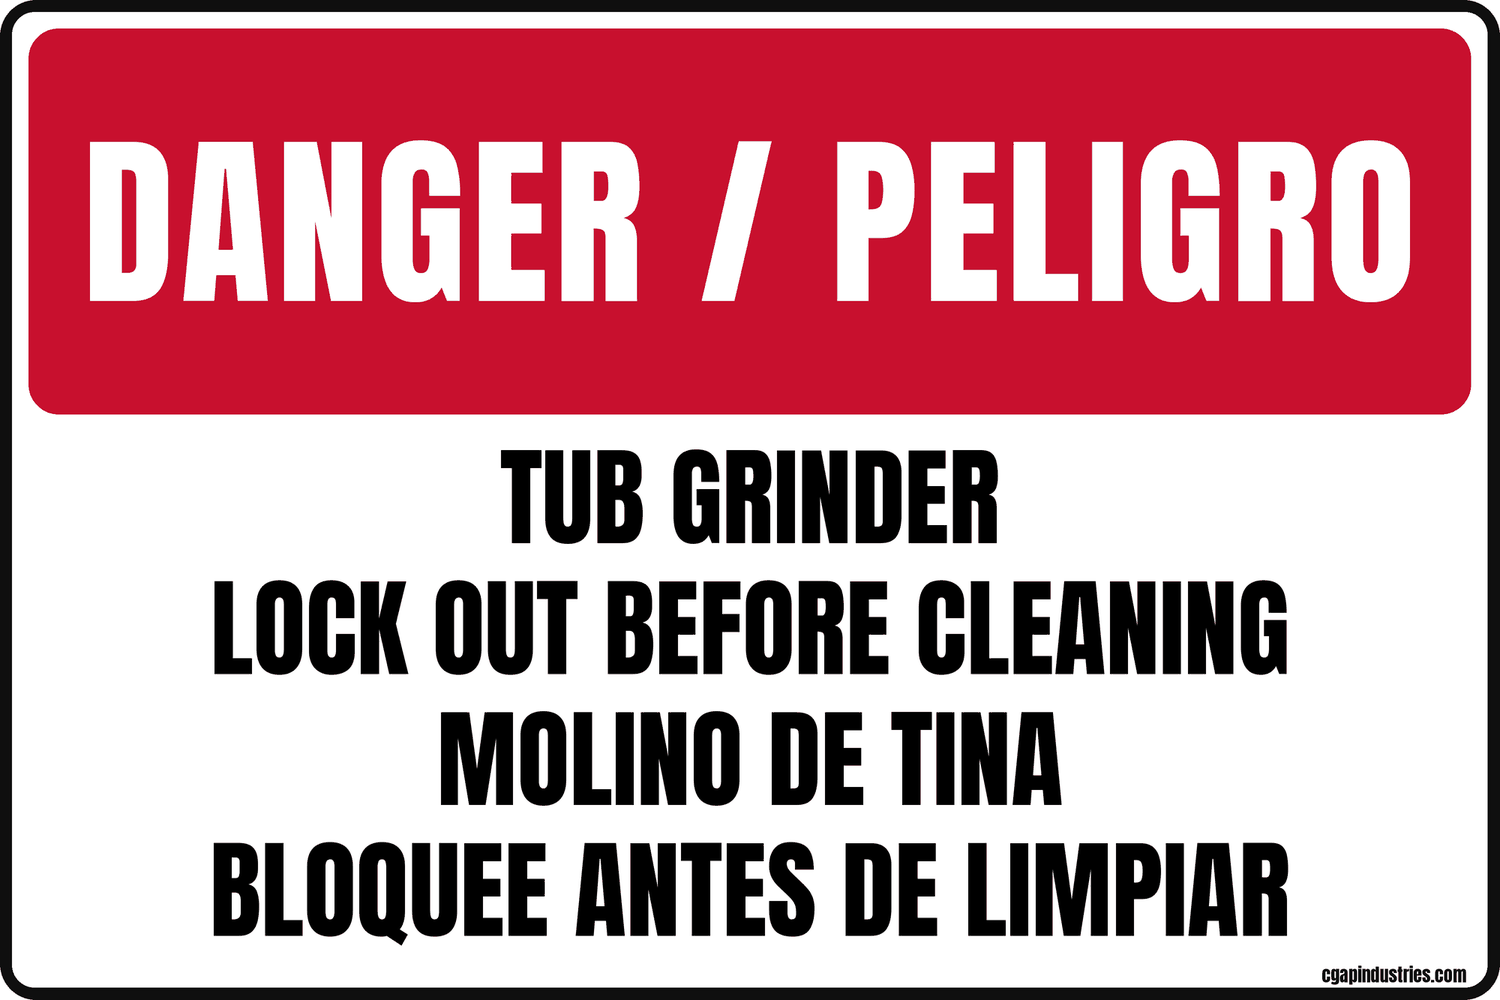 DANGER / PELIGRO
TUB GRINDER
LOCK OUT BEFORE CLEANING
MOLINO DE TINA
BLOQUEE ANTES DE LIMPIAR
cgapindustries.com